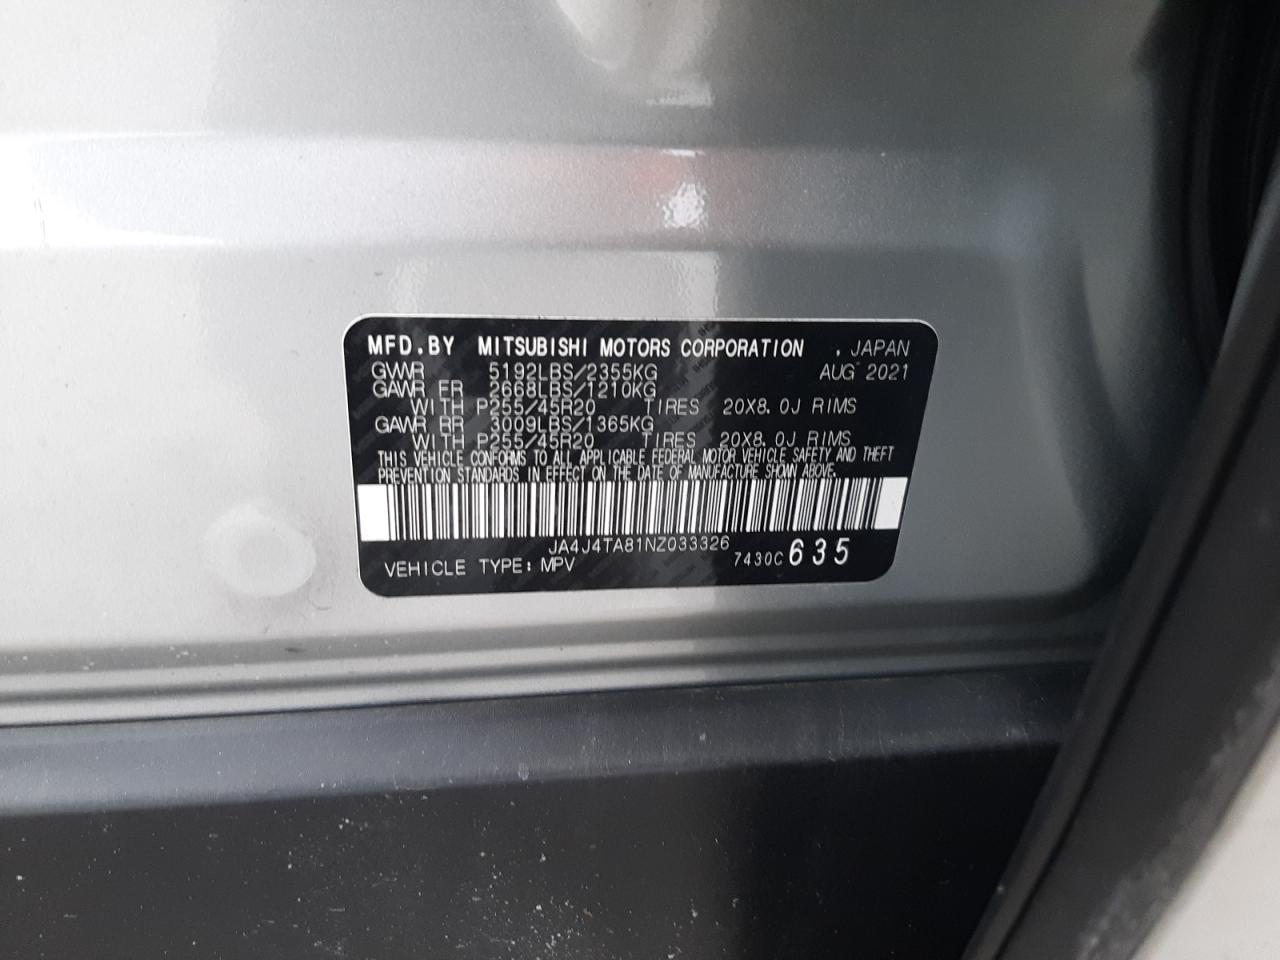 MFD.BY MITSUBISHI MOTORS CORPORATION , JAPAN
GVWR 5192LBS/2355KG AUG 2021
GAWR FR 2668LBS/1210KG
WITH P255/45R20 TIRES 20X8.0J RIMS
GAWR RR 3009LBS/1365KG
WITH P255/45R20 TIRES 20X8.0J RIMS
THIS VEHICLE CONFORMS TO ALL APPLICABLE FEDERAL MOTOR VEHICLE SAFETY AND THEFT
PREVENTION STANDARDS IN EFFECT ON THE DATE OF MANUFACTURE SHOWN ABOVE.
JA4J4TA81NZ033326
VEHICLE TYPE: MPV 7430C 635